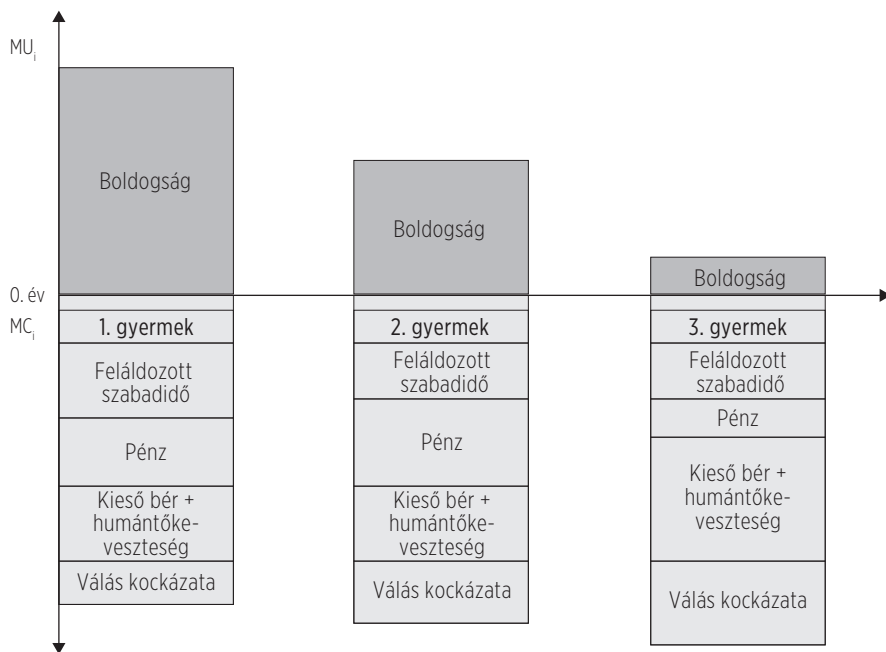 MUi
Boldogság
Boldogság
Boldogság
0. év
MCi
1. gyermek
2. gyermek
3. gyermek
Feláldozott
szabadidő
Feláldozott
szabadidő
Feláldozott
szabadidő
Pénz
Pénz
Pénz
Kieső bér +
humántőke-
veszteség
Kieső bér +
humántőke-
veszteség
Kieső bér +
humántőke-
veszteség
Válás kockázata
Válás kockázata
Válás kockázata